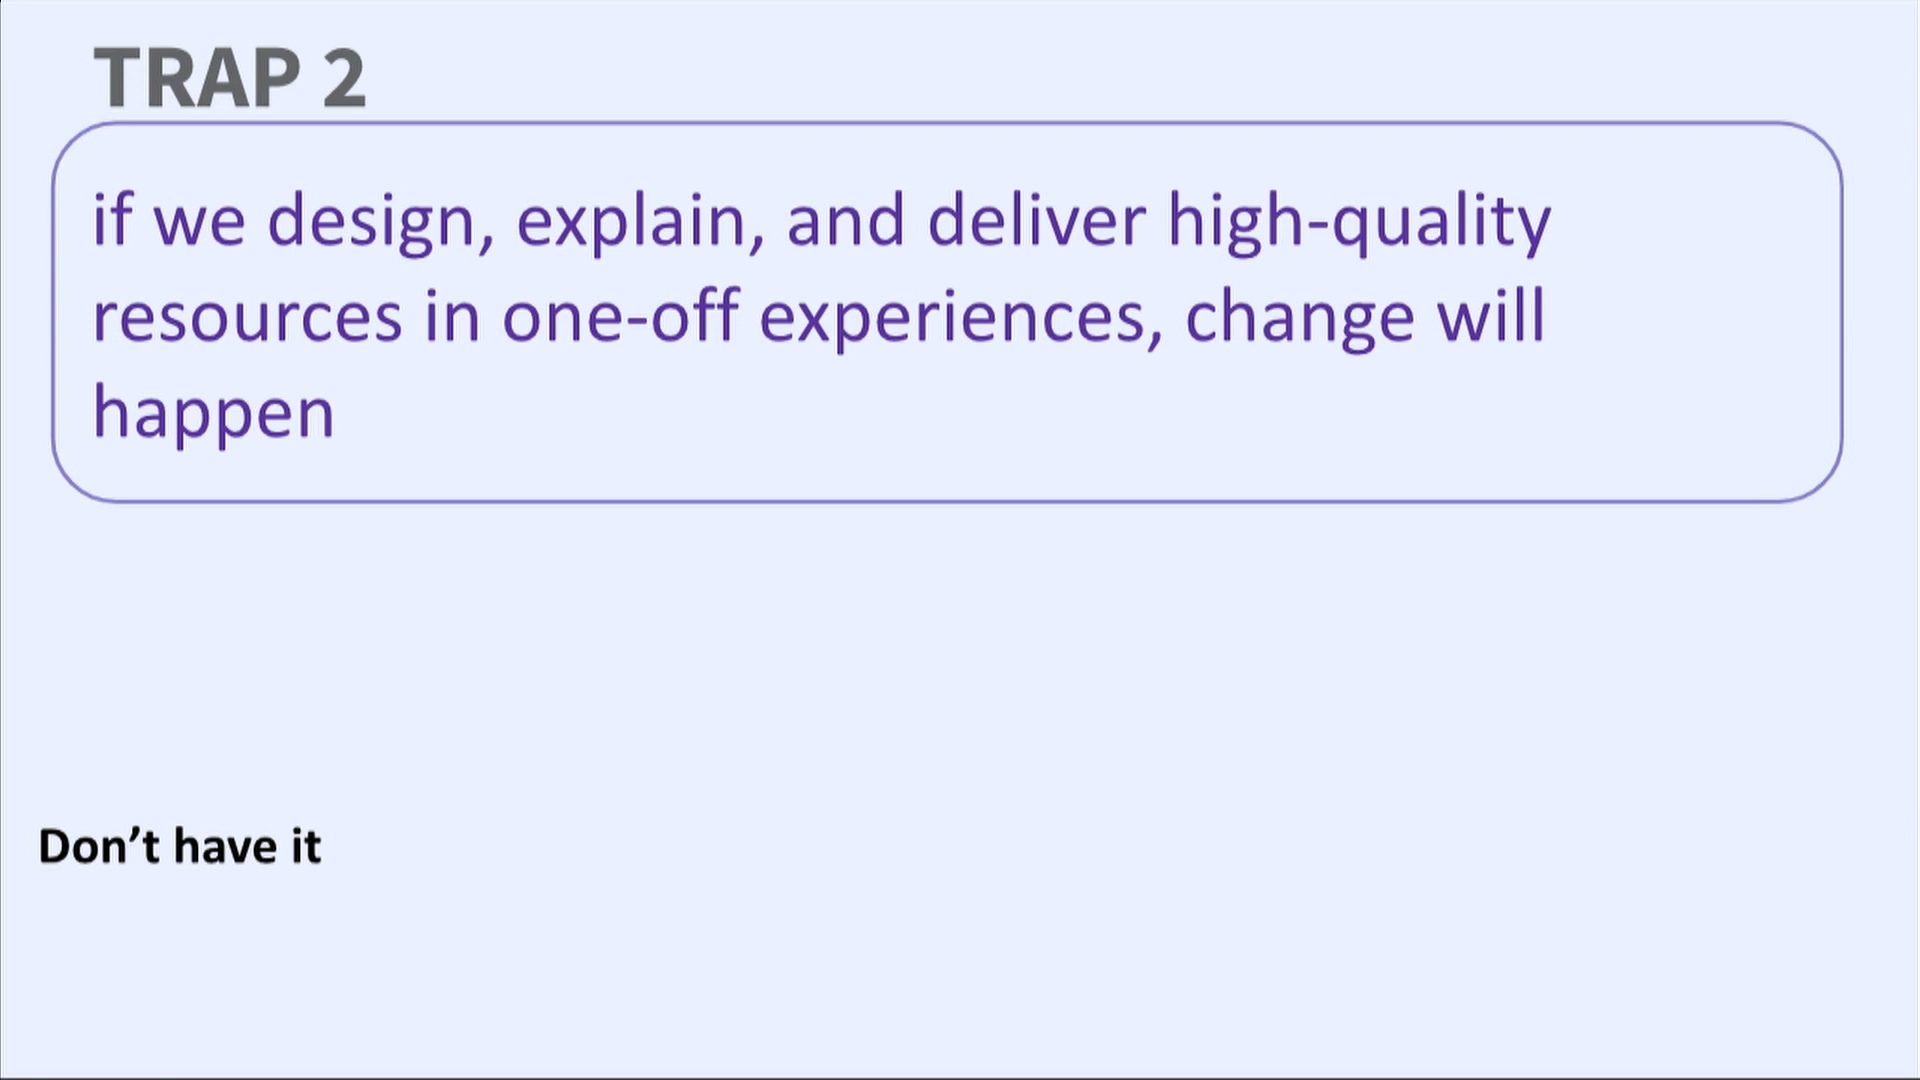 TRAP 2
if we design, explain, and deliver high-quality
resources in one-off experiences, change will
happen
Don’t have it